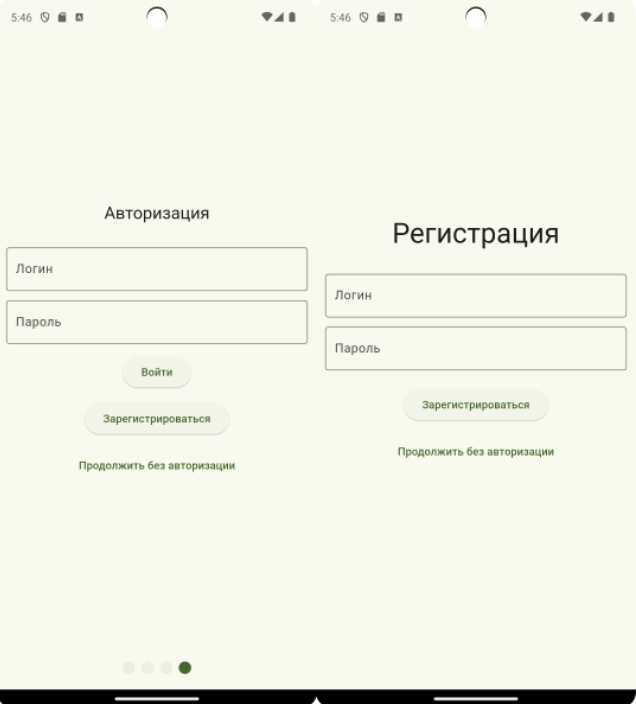 5:46
Авторизация
Логин
Пароль
Войти
Зарегистрироваться
Продолжить без авторизации
5:46
Регистрация
Логин
Пароль
Зарегистрироваться
Продолжить без авторизации